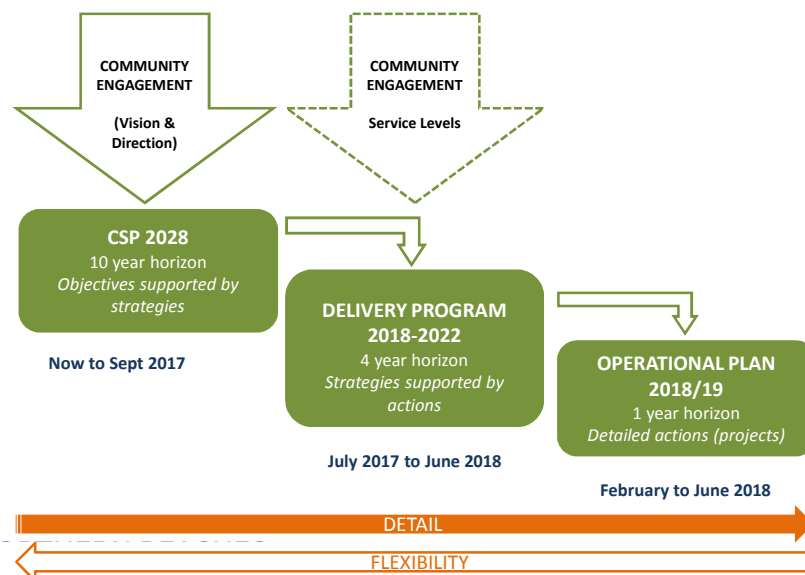 COMMUNITY
ENGAGEMENT
(Vision &
Direction)
COMMUNITY
ENGAGEMENT
Service Levels
CSP 2028
10 year horizon
Objectives supported by
strategies
Now to Sept 2017
DELIVERY PROGRAM
2018-2022
4 year horizon
Strategies supported by
actions
July 2017 to June 2018
OPERATIONAL PLAN
2018/19
1 year horizon
Detailed actions (projects)
February to June 2018
DETAIL
FLEXIBILITY